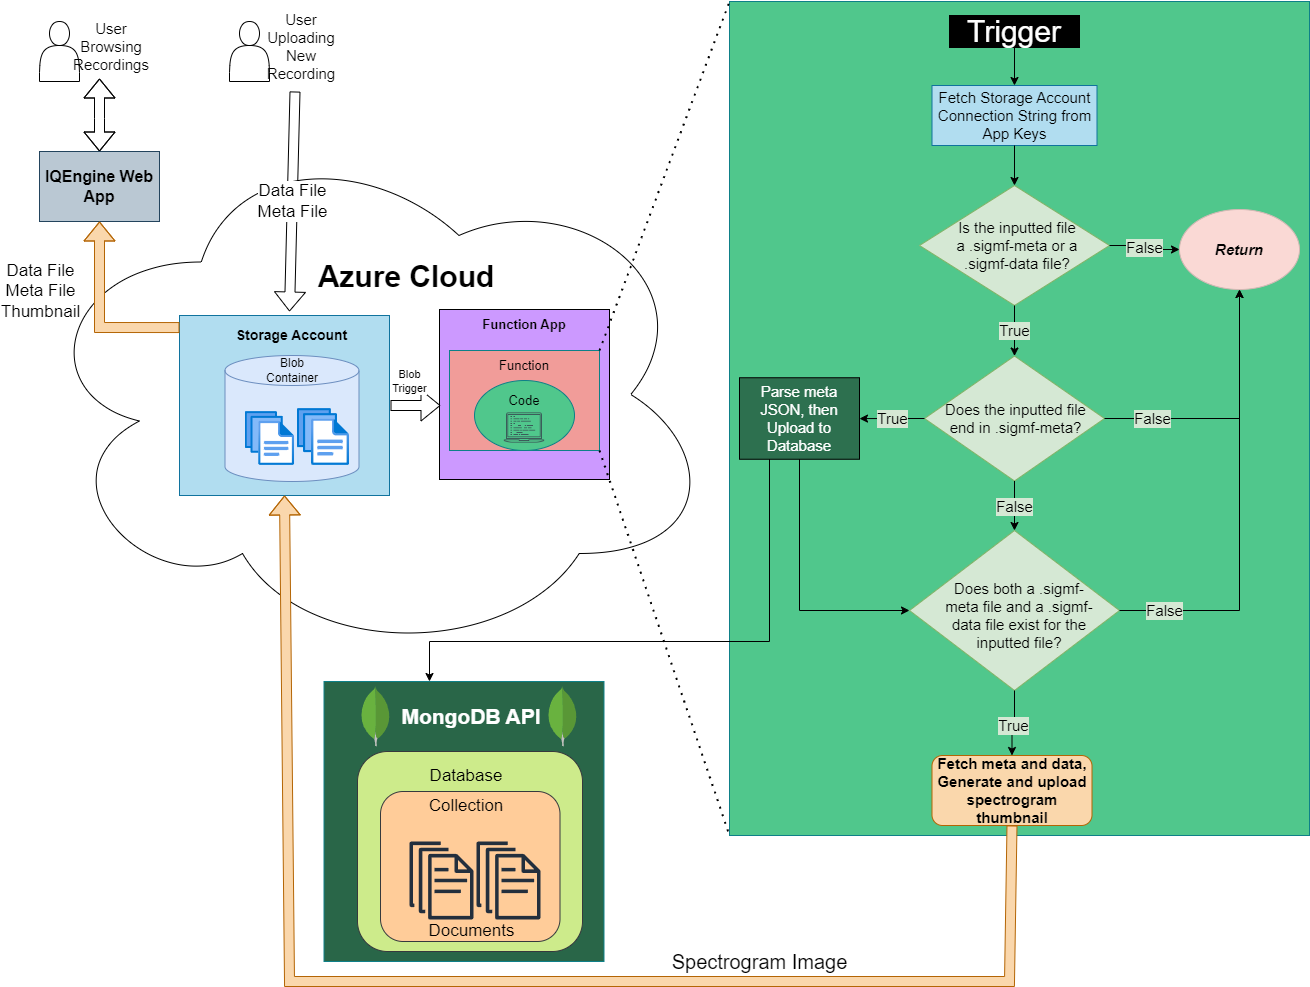 User
Browsing
Recordings
User
Uploading
New
Recording
IQEngine Web
App
Data File
Meta File
Data File
Meta File
Thumbnail
Azure Cloud
Storage Account
Blob
Container
Blob
Trigger
Function App
Function
Code
Trigger
Fetch Storage Account
Connection String from
App Keys
Is the inputted file
a .sigmf-meta or a
.sigmf-data file?
False
Return
True
Does the inputted file
end in .sigmf-meta?
True
False
Parse meta
JSON, then
Upload to
Database
False
Does both a .sigmf-
meta file and a .sigmf-
data file exist for the
inputted file?
False
True
Fetch meta and data,
Generate and upload
spectrogram
thumbnail
MongoDB API
Database
Collection
Documents
Spectrogram Image